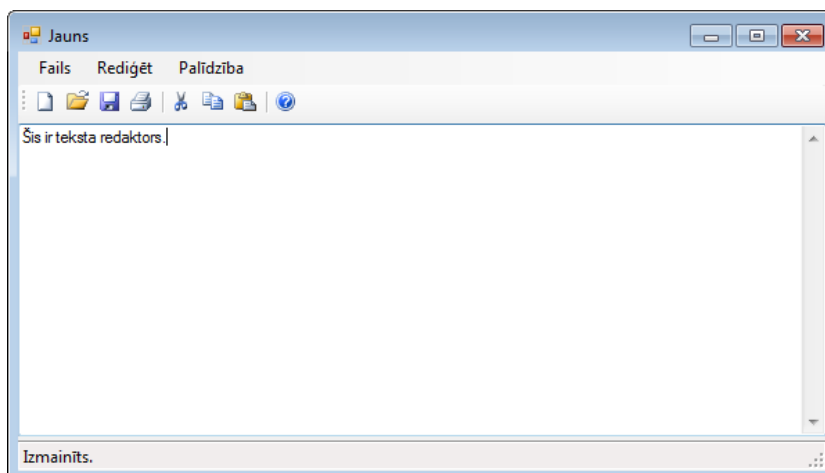 Jauns
Fails Rediģēt Palīdzība
Šis ir teksta redaktors.
Izmainīts.